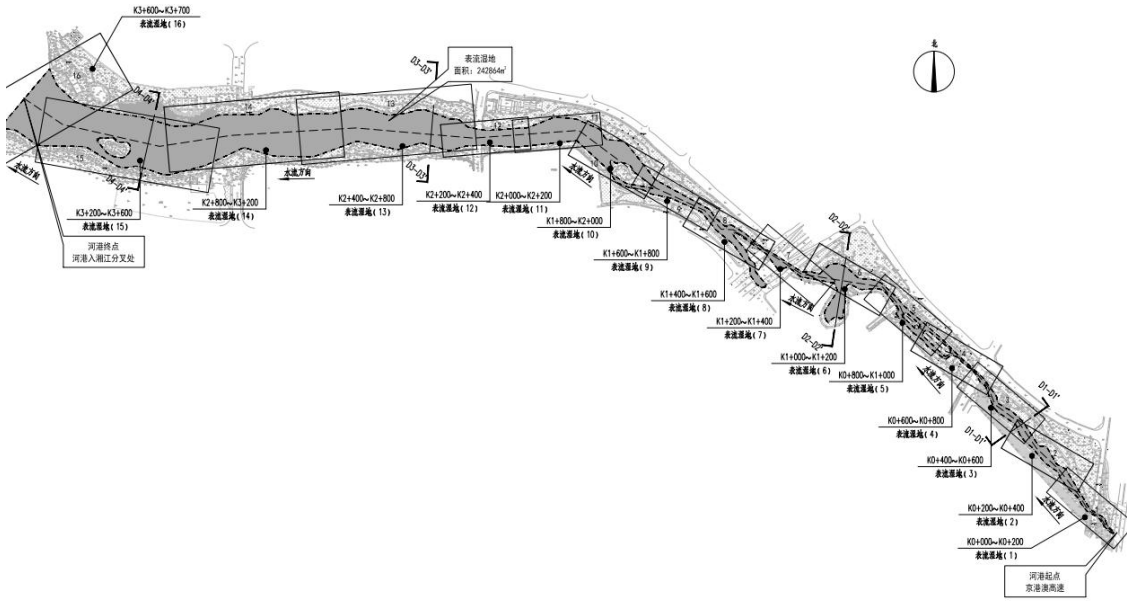 K3+600～K3+700
表流湿地(16)
北
D3-D3'
表流湿地
面积：242864㎡
D4-D4'
16
14
13
12
15
水流方向
D4-D4'
水流方向
D3-D3'
水流方向
K3+200～K3+600
表流湿地(15)
K2+800～K3+200
表流湿地(14)
K2+400～K2+800
表流湿地(13)
K2+200～K2+400
表流湿地(12)
K2+000～K2+200
表流湿地(11)
K1+800～K2+000
表流湿地(10)
河港终点
河港入湘江分叉处
K1+600～K1+800
表流湿地(9)
9
8
D2-D2'
K1+400～K1+600
表流湿地(8)
K1+200～K1+400
表流湿地(7)
水流方向
D2-D2'
K1+000～K1+200
表流湿地(6)
K0+800～K1+000
表流湿地(5)
水流方向
D1-D1'
K0+600～K0+800
表流湿地(4)
D1-D1'
K0+400～K0+600
表流湿地(3)
K0+200～K0+400
表流湿地(2)
水流方向
K0+000～K0+200
表流湿地(1)
河港起点
京港澳高速